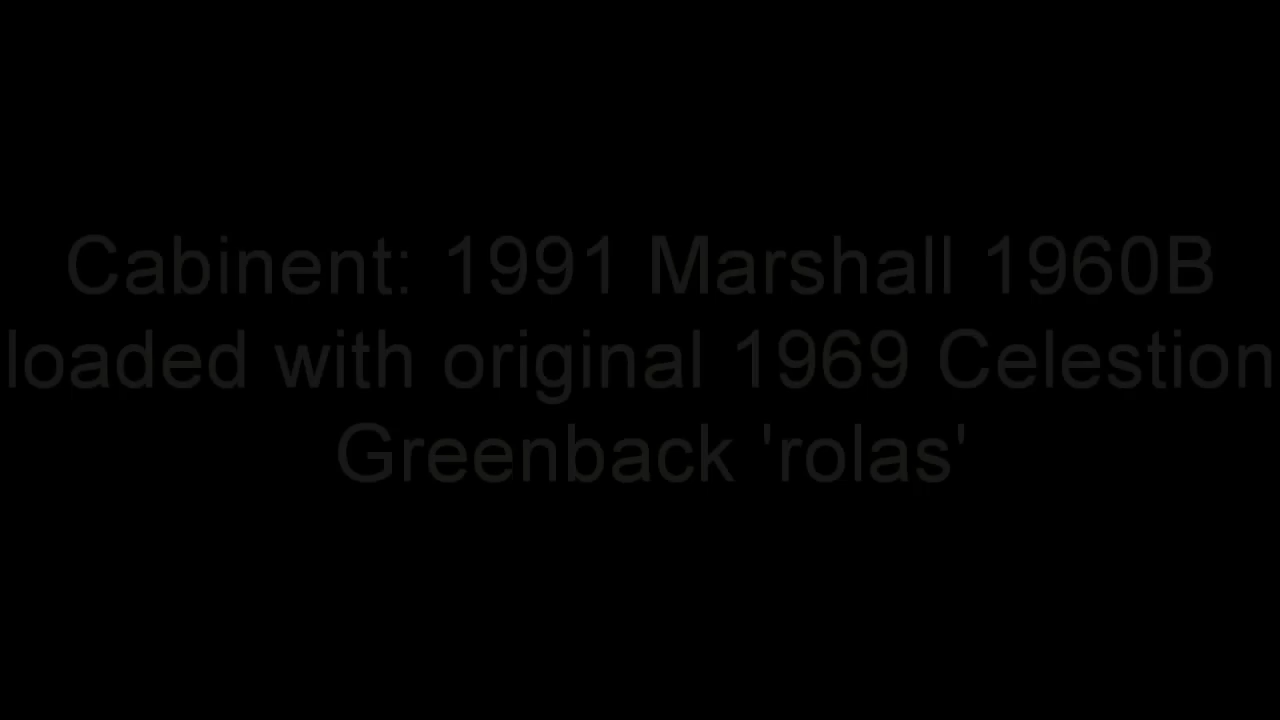 Cabinent: 1991 Marshall 1960B
loaded with original 1969 Celestion
Greenback 'rolas'